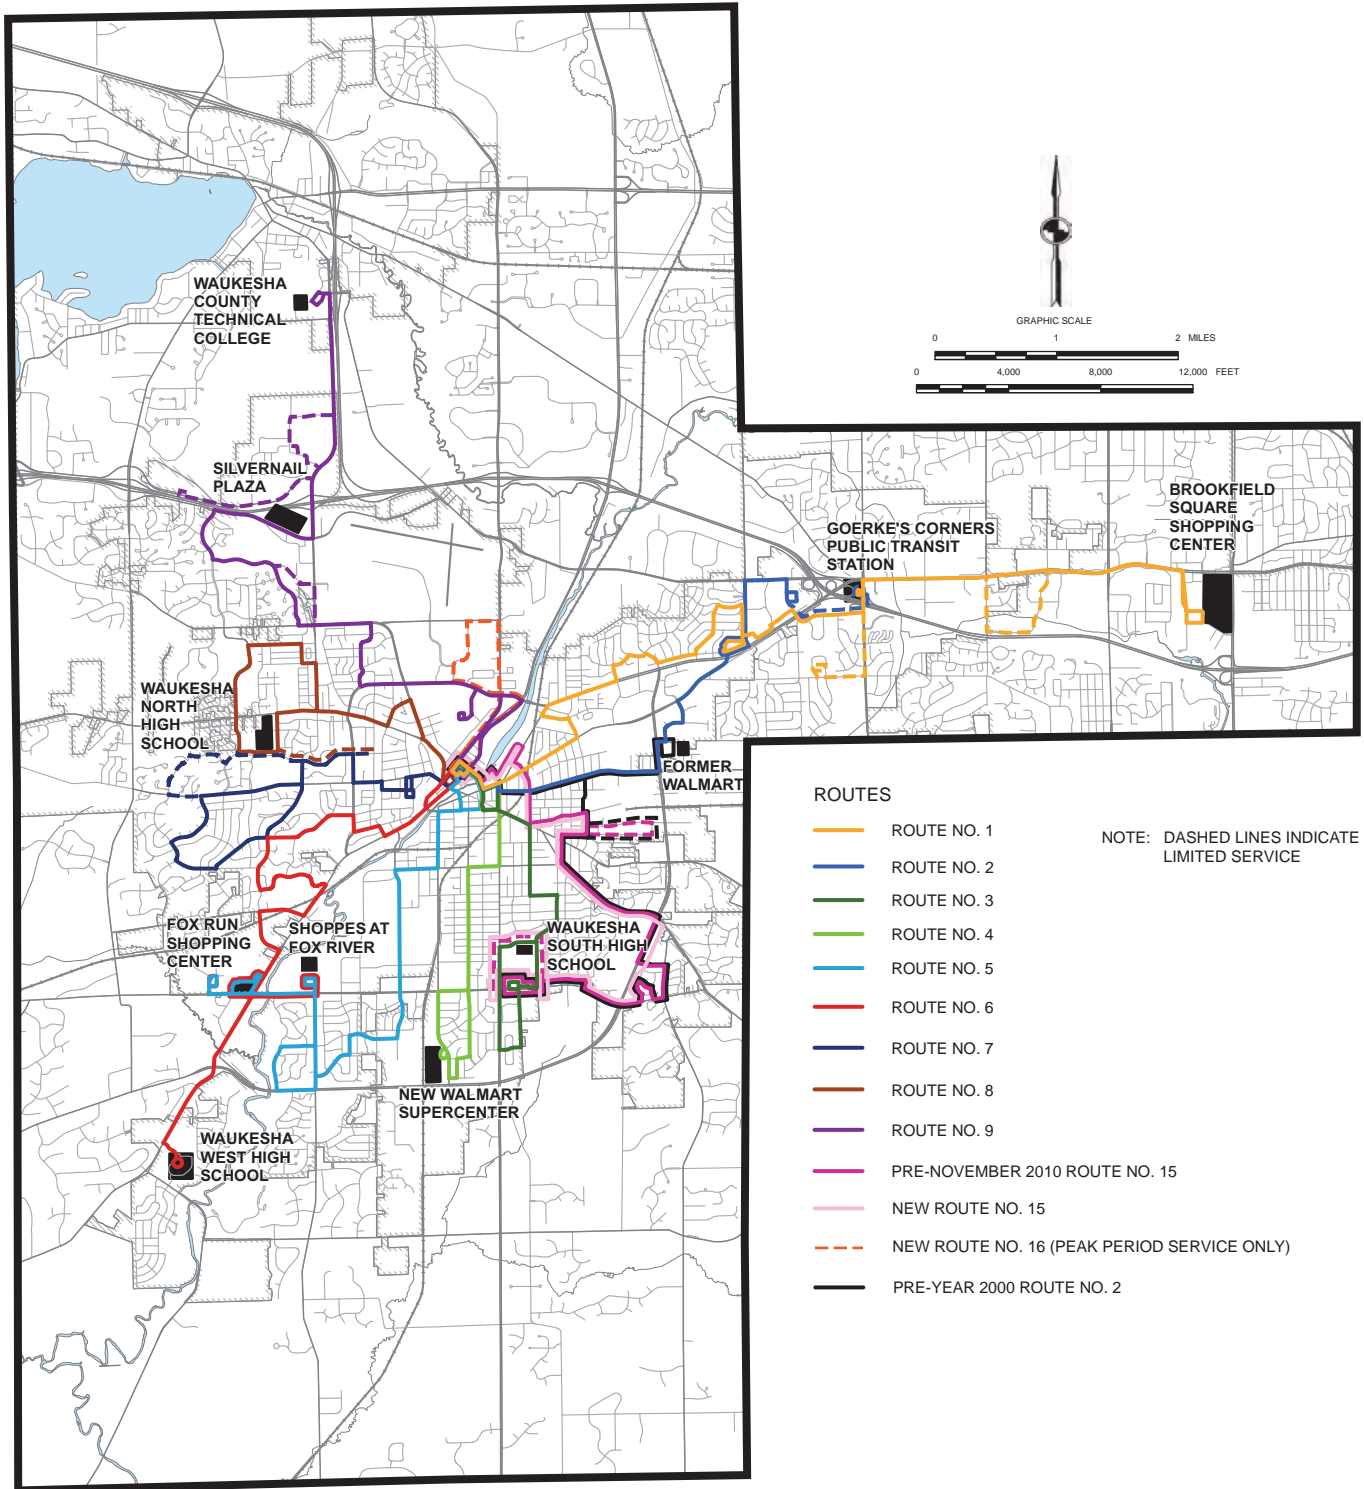 WAUKESHA
COUNTY
TECHNICAL
COLLEGE
GRAPHIC SCALE
0 1 2 MILES
0 4,000 8,000 12,000 FEET
SILVERNAIL
PLAZA
GOERKE'S CORNERS
PUBLIC TRANSIT
STATION
BROOKFIELD
SQUARE
SHOPPING
CENTER
WAUKESHA
NORTH
HIGH
SCHOOL
FORMER
WALMART
FOX RUN
SHOPPING
CENTER
SHOPPES AT
FOX RIVER
WAUKESHA
SOUTH HIGH
SCHOOL
NEW WALMART
SUPERCENTER
WAUKESHA
WEST HIGH
SCHOOL
ROUTES
ROUTE NO. 1
ROUTE NO. 2
ROUTE NO. 3
ROUTE NO. 4
ROUTE NO. 5
ROUTE NO. 6
ROUTE NO. 7
ROUTE NO. 8
ROUTE NO. 9
PRE-NOVEMBER 2010 ROUTE NO. 15
NEW ROUTE NO. 15
NEW ROUTE NO. 16 (PEAK PERIOD SERVICE ONLY)
PRE-YEAR 2000 ROUTE NO. 2
NOTE: DASHED LINES INDICATE
LIMITED SERVICE